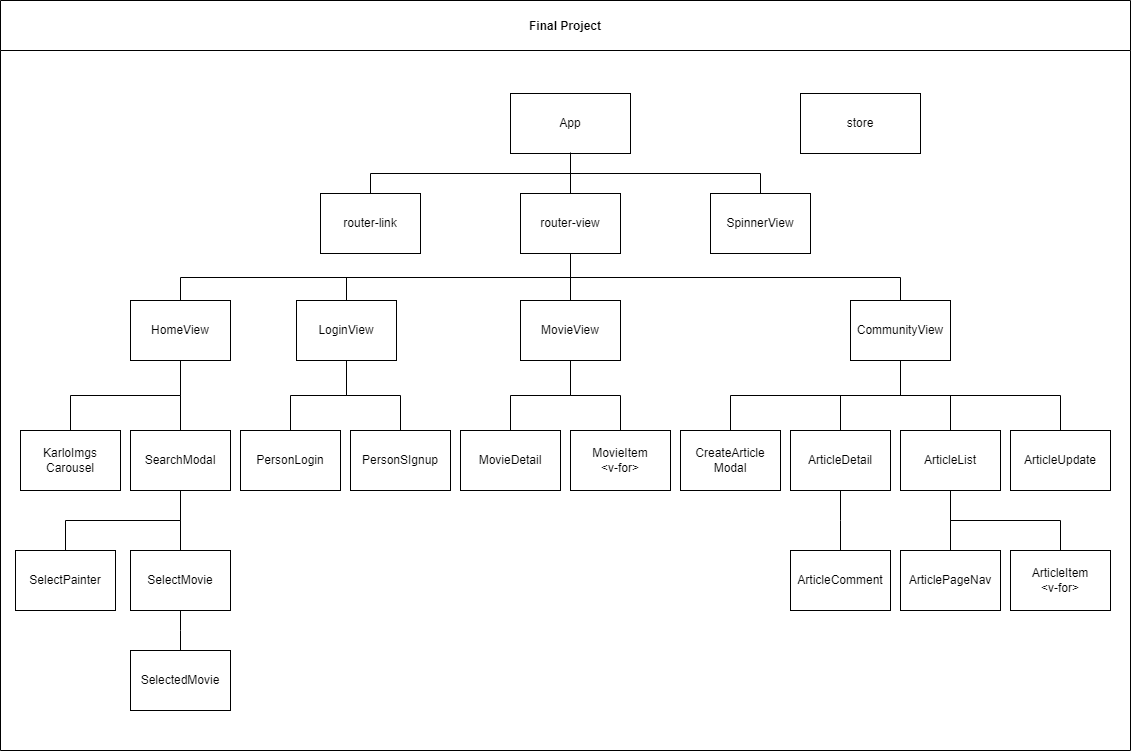 Final Project
App
store
router-link
router-view
SpinnerView
HomeView
LoginView
MovieView
CommunityView
KarloImgs
Carousel
SearchModal
PersonLogin
PersonSIgnup
MovieDetail
MovieItem
<v-for>
CreateArticle
Modal
ArticleDetail
ArticleList
ArticleUpdate
SelectPainter
SelectMovie
ArticleComment
ArticlePageNav
ArticleItem
<v-for>
SelectedMovie